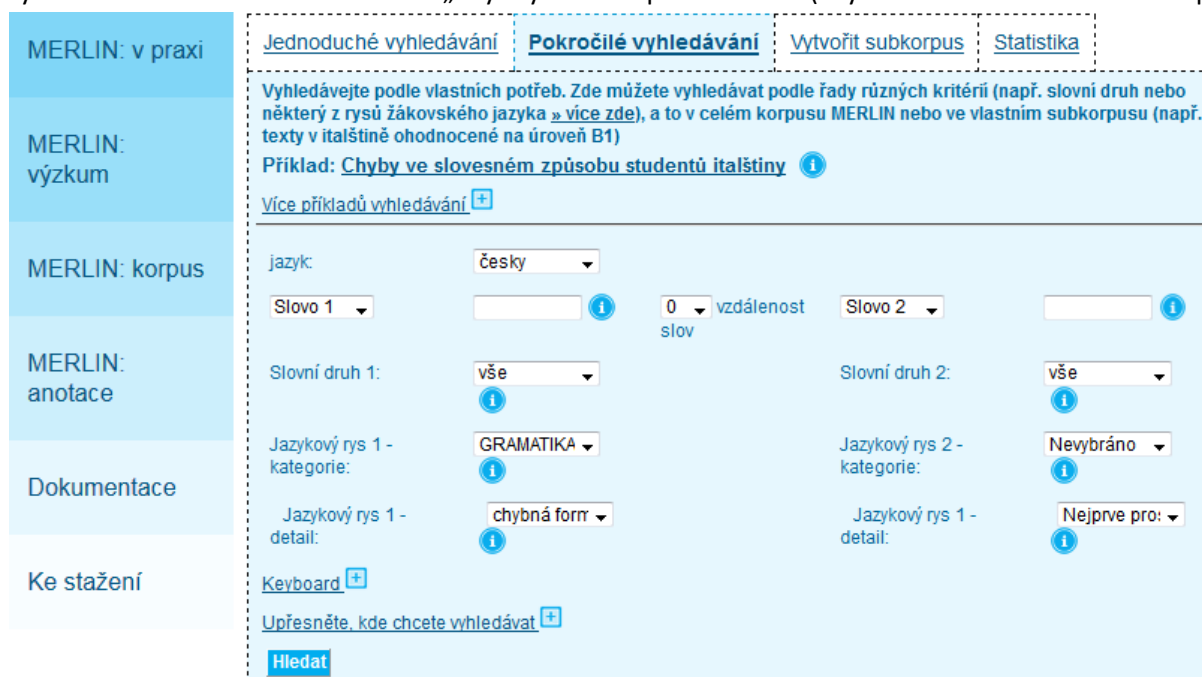 MERLIN: v praxi
MERLIN:
výzkum
MERLIN: korpus
MERLIN:
anotace
Dokumentace
Ke stažení
Jednoduché vyhledávání Pokročilé vyhledávání Vytvořit subkorpus Statistika
Vyhledávejte podle vlastních potřeb. Zde můžete vyhledávat podle řady různých kritérií (např. slovní druh nebo
některý z rysů žákovského jazyka » více zde), a to v celém korpusu MERLIN nebo ve vlastním subkorpusu (např.
texty v italštině ohodnocené na úroveň B1)
Příklad: Chyby ve slovesném způsobu studentů italštiny i
Více příkladů vyhledávání +
jazyk: česky
Slovo 1 i 0 vzdálenost Slovo 2 i
slov
Slovní druh 1: vše Slovní druh 2: vše
i i
Jazykový rys 1 - GRAMATIKA Jazykový rys 2 - Nevybráno
kategorie: i kategorie: i
Jazykový rys 1 - chybná form Jazykový rys 1 - Nejprve pro
detail: i detail: i
Keyboard +
Upřesněte, kde chcete vyhledávat +
Hledat